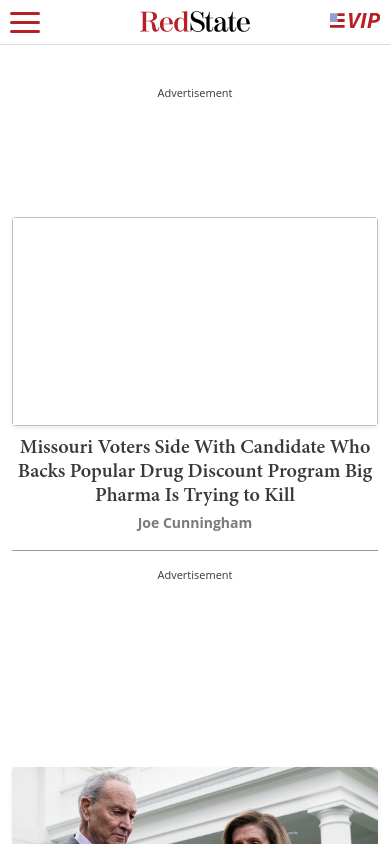 RedState
VIP
Advertisement
Missouri Voters Side With Candidate Who
Backs Popular Drug Discount Program Big
Pharma Is Trying to Kill
Joe Cunningham
Advertisement